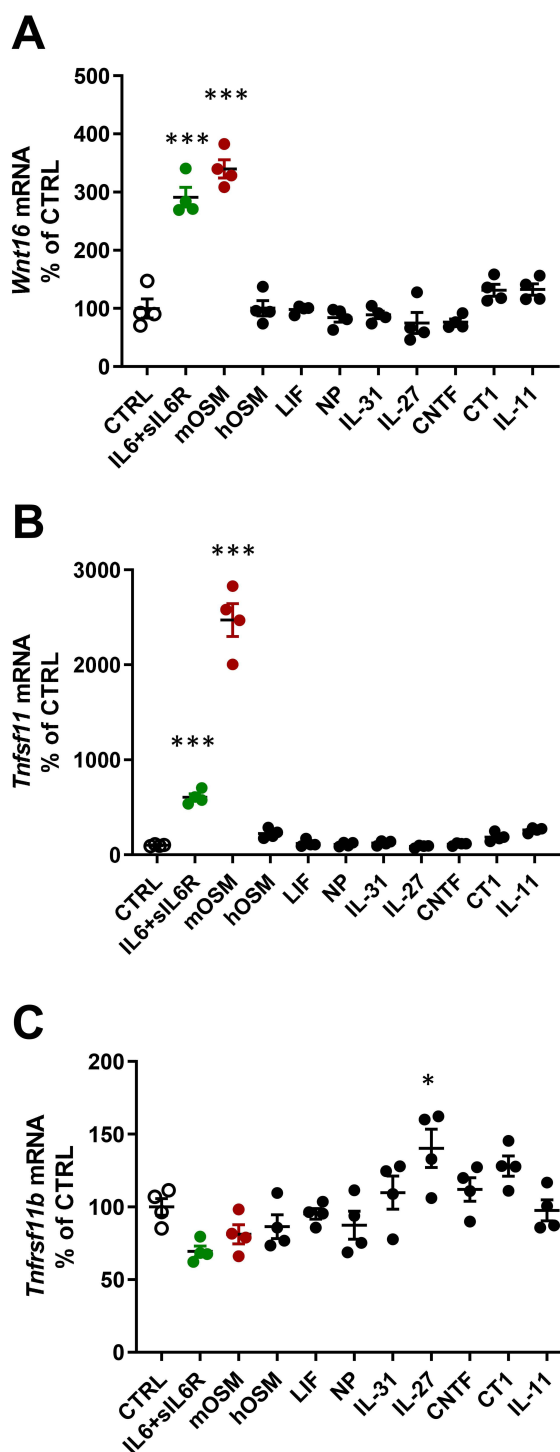 A
Wnt16 mRNA
% of CTRL
500
400
300
200
100
0
***
***
CTRL
IL6+sIL6R
mOSM
hOSM
LIF
NP
IL-31
IL-27
CNTF
CT1
IL-11
B
Tnfsf11 mRNA
% of CTRL
3000
2000
1000
0
***
***
CTRL
IL6+sIL6R
mOSM
hOSM
LIF
NP
IL-31
IL-27
CNTF
CT1
IL-11
C
Tnfrsf11b mRNA
% of CTRL
200
150
100
50
0
*
CTRL
IL6+sIL6R
mOSM
hOSM
LIF
NP
IL-31
IL-27
CNTF
CT1
IL-11